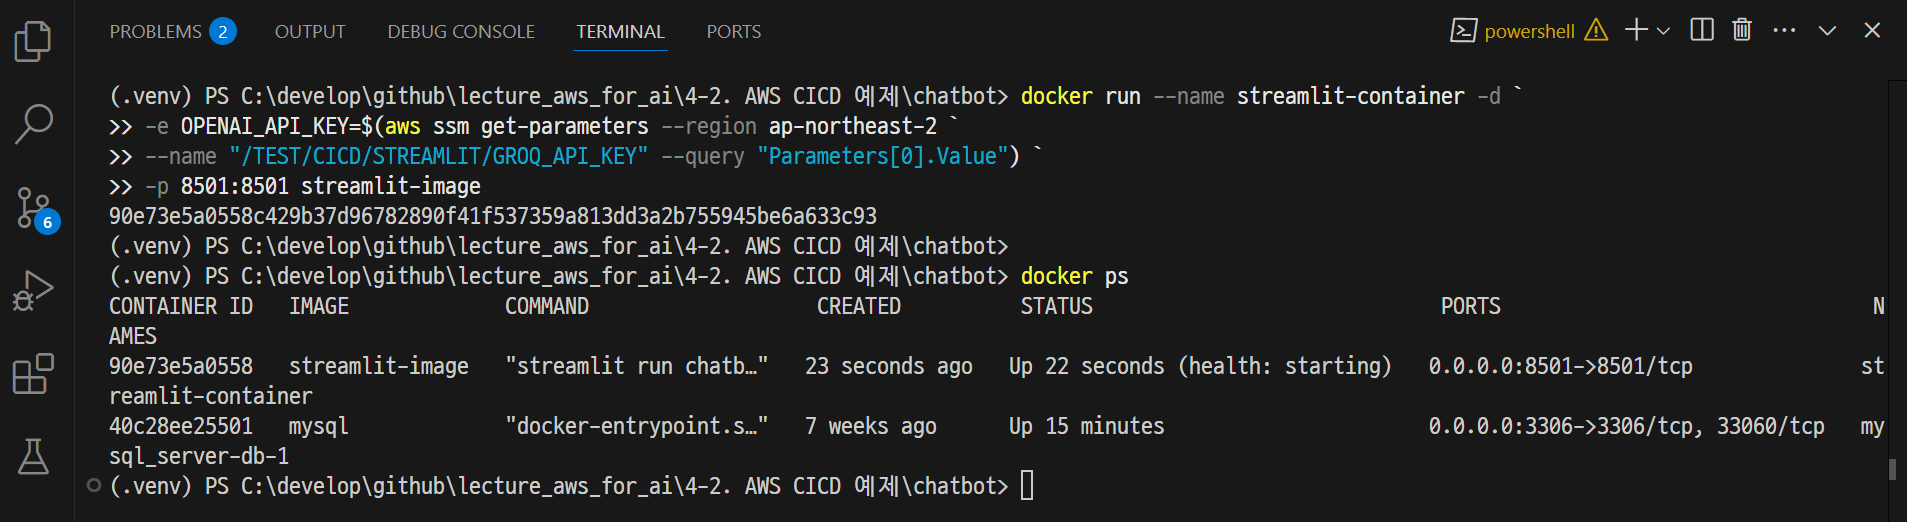 PROBLEMS 2 OUTPUT DEBUG CONSOLE TERMINAL PORTS powershell
(.venv) PS C:\develop\github\lecture_aws_for_ai\4-2. AWS CICD 예제\chatbot> docker run --name streamlit-container -d `
>> -e OPENAI_API_KEY=$(aws ssm get-parameters --region ap-northeast-2 `
>> --name "/TEST/CICD/STREAMLIT/GROQ_API_KEY" --query "Parameters[0].Value") `
>> -p 8501:8501 streamlit-image
90e73e5a0558c429b37d96782890f41f537359a813dd3a2b755945be6a633c93
(.venv) PS C:\develop\github\lecture_aws_for_ai\4-2. AWS CICD 예제\chatbot>
(.venv) PS C:\develop\github\lecture_aws_for_ai\4-2. AWS CICD 예제\chatbot> docker ps
CONTAINER ID   IMAGE             COMMAND                   CREATED          STATUS                             PORTS                               N
AMES
90e73e5a0558   streamlit-image   "streamlit run chatb…"   23 seconds ago   Up 22 seconds (health: starting)   0.0.0.0:8501->8501/tcp              st
reamlit-container
40c28ee25501   mysql             "docker-entrypoint.s…"   7 weeks ago      Up 15 minutes                      0.0.0.0:3306->3306/tcp, 33060/tcp   my
sql_server-db-1
(.venv) PS C:\develop\github\lecture_aws_for_ai\4-2. AWS CICD 예제\chatbot>
6